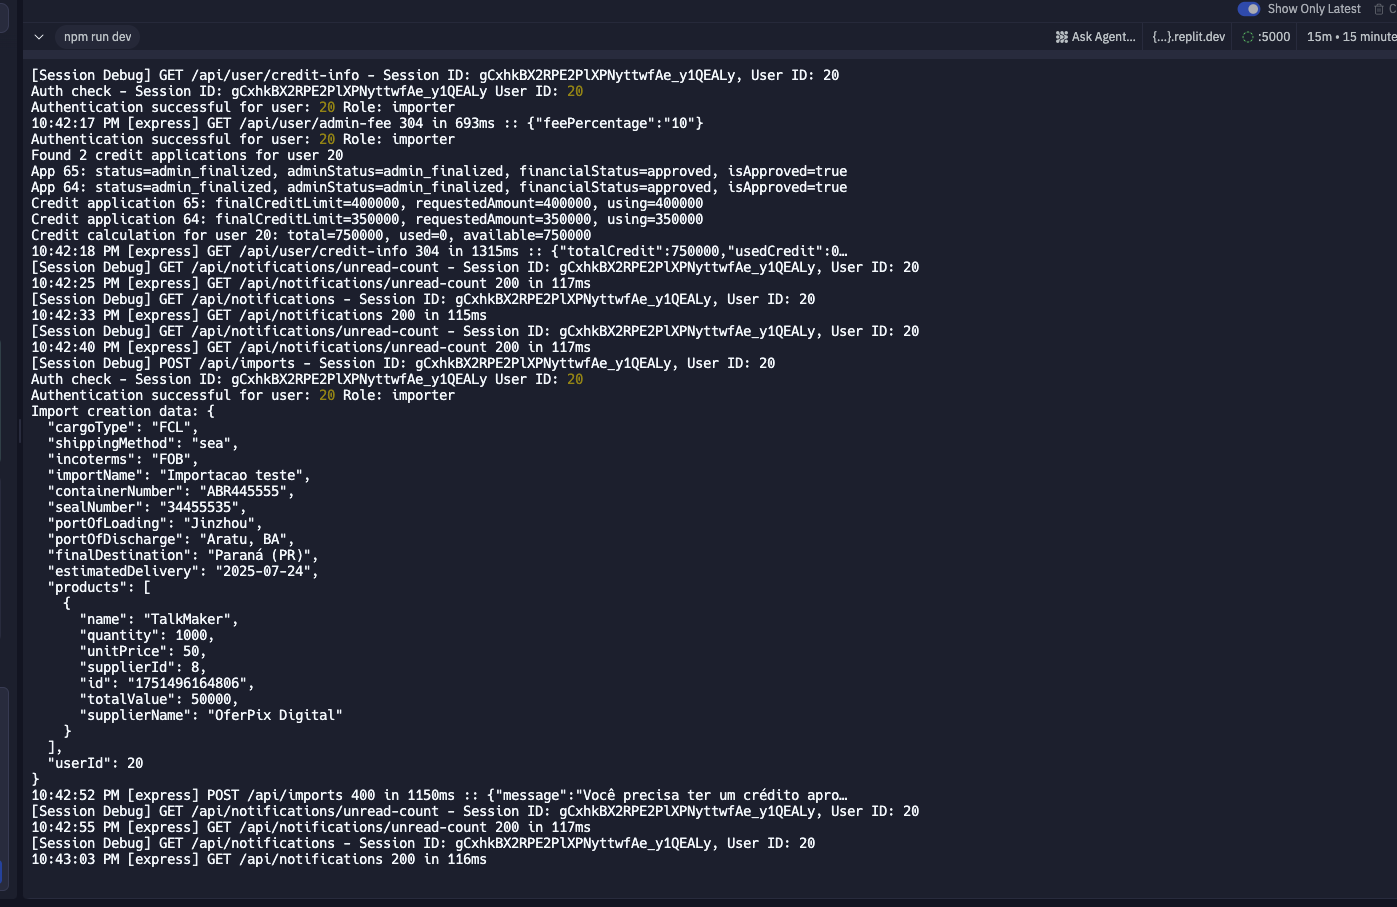 Show Only Latest
npm run dev
Ask Agent...
{...}.replit.dev
:5000
15m • 15 minute
[Session Debug] GET /api/user/credit-info - Session ID: gCxhkBX2RPE2PlXPNyttwfAe_y1QEALy, User ID: 20
Auth check - Session ID: gCxhkBX2RPE2PlXPNyttwfAe_y1QEALy User ID: 20
Authentication successful for user: 20 Role: importer
10:42:17 PM [express] GET /api/user/admin-fee 304 in 693ms :: {"feePercentage":"10"}
Authentication successful for user: 20 Role: importer
Found 2 credit applications for user 20
App 65: status=admin_finalized, adminStatus=admin_finalized, financialStatus=approved, isApproved=true
App 64: status=admin_finalized, adminStatus=admin_finalized, financialStatus=approved, isApproved=true
Credit application 65: finalCreditLimit=400000, requestedAmount=400000, using=400000
Credit application 64: finalCreditLimit=350000, requestedAmount=350000, using=350000
Credit calculation for user 20: total=750000, used=0, available=750000
10:42:18 PM [express] GET /api/user/credit-info 304 in 1315ms :: {"totalCredit":750000,"usedCredit":0…
[Session Debug] GET /api/notifications/unread-count - Session ID: gCxhkBX2RPE2PlXPNyttwfAe_y1QEALy, User ID: 20
10:42:25 PM [express] GET /api/notifications/unread-count 200 in 117ms
[Session Debug] GET /api/notifications - Session ID: gCxhkBX2RPE2PlXPNyttwfAe_y1QEALy, User ID: 20
10:42:33 PM [express] GET /api/notifications 200 in 115ms
[Session Debug] GET /api/notifications/unread-count - Session ID: gCxhkBX2RPE2PlXPNyttwfAe_y1QEALy, User ID: 20
10:42:40 PM [express] GET /api/notifications/unread-count 200 in 117ms
[Session Debug] POST /api/imports - Session ID: gCxhkBX2RPE2PlXPNyttwfAe_y1QEALy, User ID: 20
Auth check - Session ID: gCxhkBX2RPE2PlXPNyttwfAe_y1QEALy User ID: 20
Authentication successful for user: 20 Role: importer
Import creation data: {
  "cargoType": "FCL",
  "shippingMethod": "sea",
  "incoterms": "FOB",
  "importName": "Importacao teste",
  "containerNumber": "ABR445555",
  "sealNumber": "34455535",
  "portOfLoading": "Jinzhou",
  "portOfDischarge": "Aratu, BA",
  "finalDestination": "Paraná (PR)",
  "estimatedDelivery": "2025-07-24",
  "products": [
    {
      "name": "TalkMaker",
      "quantity": 1000,
      "unitPrice": 50,
      "supplierId": 8,
      "id": "1751496164806",
      "totalValue": 50000,
      "supplierName": "OferPix Digital"
    }
  ],
  "userId": 20
}
10:42:52 PM [express] POST /api/imports 400 in 1150ms :: {"message":"Você precisa ter um crédito apro…
[Session Debug] GET /api/notifications/unread-count - Session ID: gCxhkBX2RPE2PlXPNyttwfAe_y1QEALy, User ID: 20
10:42:55 PM [express] GET /api/notifications/unread-count 200 in 117ms
[Session Debug] GET /api/notifications - Session ID: gCxhkBX2RPE2PlXPNyttwfAe_y1QEALy, User ID: 20
10:43:03 PM [express] GET /api/notifications 200 in 116ms